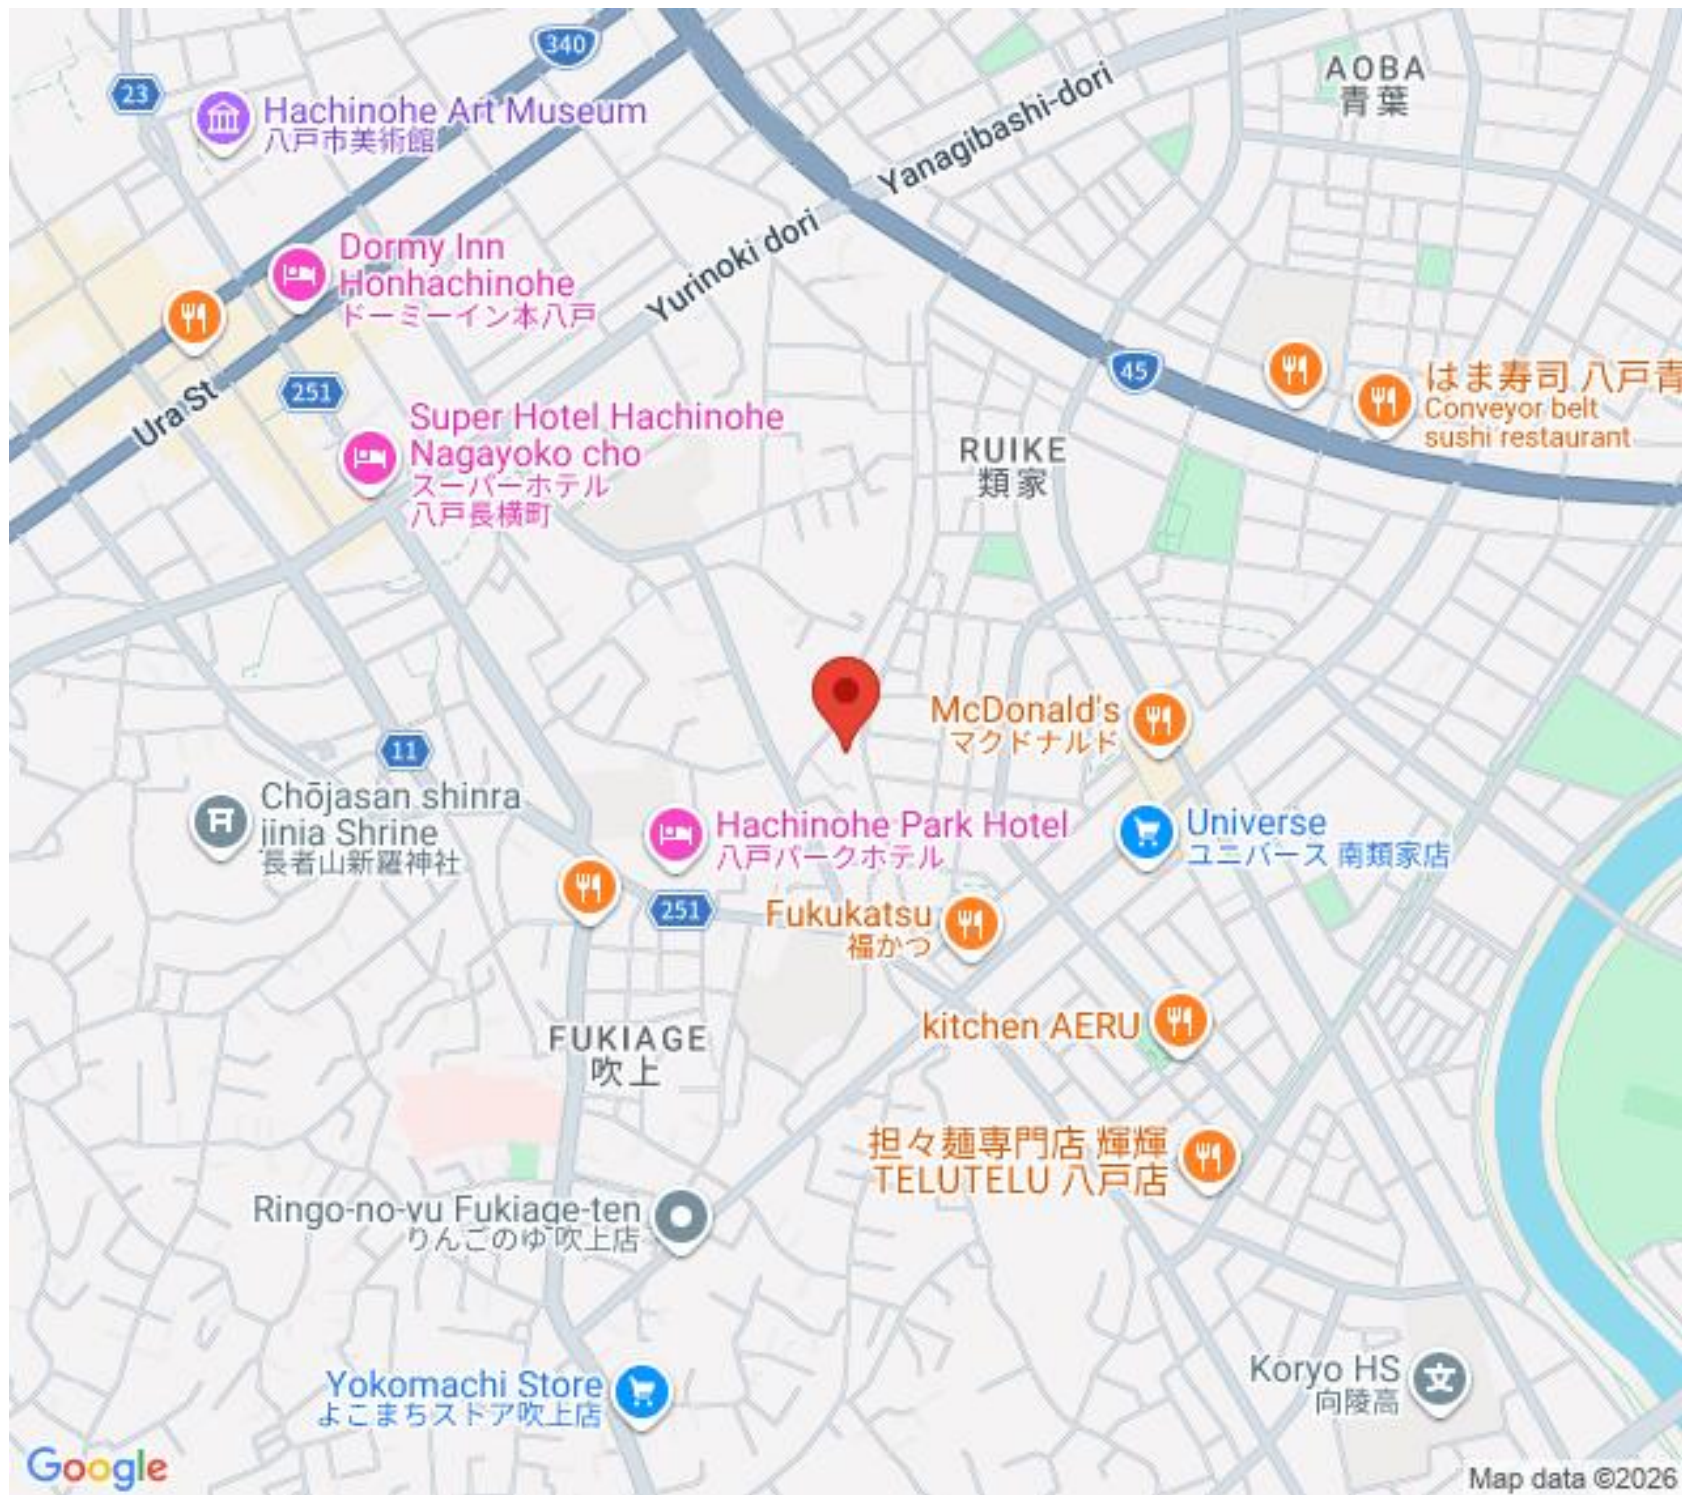 340
23
Hachinohe Art Museum
八戸市美術館
AOBA
青葉
Yanagibashi-dori
Dormy Inn
Honhachinohe
ドーミーイン本八戸
Yurinoki dori
Ura St
251
45
はま寿司 八戸青
Conveyor belt
sushi restaurant
Super Hotel Hachinohe
Nagayoko cho
スーパーホテル
八戸長横町
RUIKE
類家
McDonald's
マクドナルド
11
Chōjasan shinra
jinja Shrine
長者山新羅神社
Hachinohe Park Hotel
八戸パークホテル
Universe
ユニバース 南類家店
251
Fukukatsu
福かつ
kitchen AERU
FUKIAGE
吹上
担々麺専門店 輝輝
TELUTELU 八戸店
Ringo-no-yu Fukiage-ten
りんごのゆ 吹上店
Koryo HS
向陵高
Yokomachi Store
よこまちストア吹上店
Google
Map data ©2026